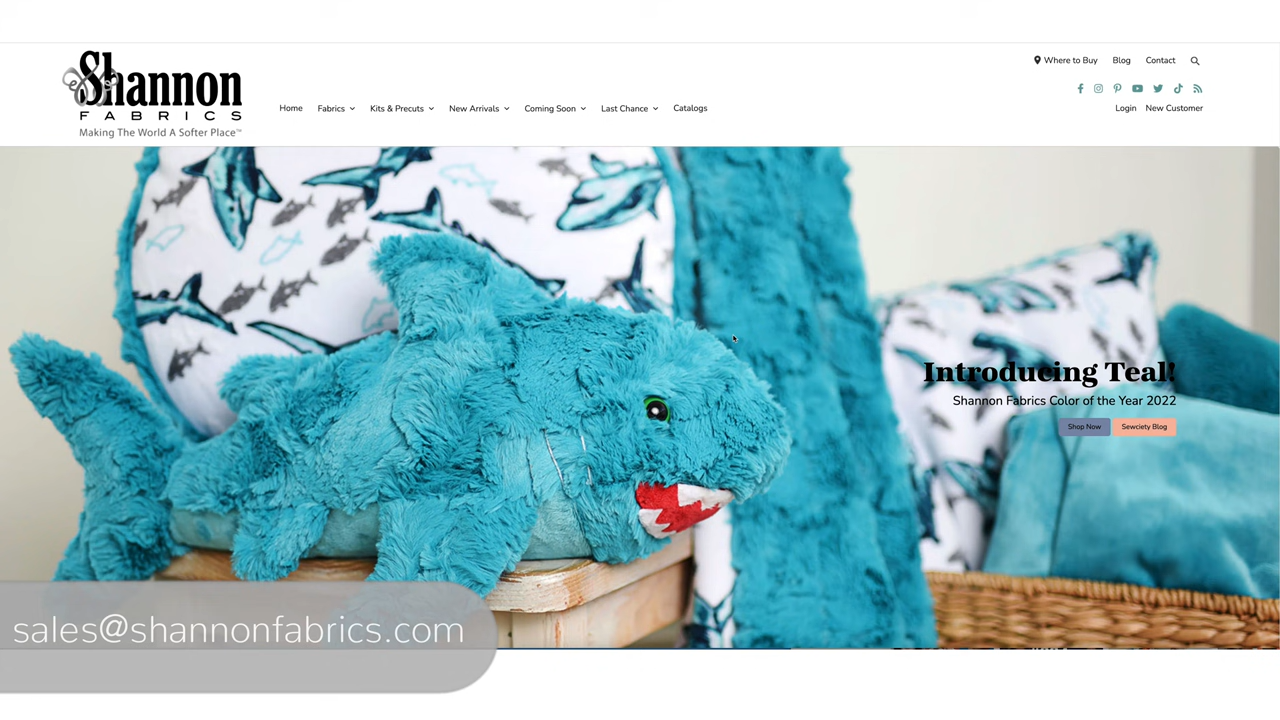 Shannon
FABRICS
Making The World A Softer Place™
Where to Buy Blog Contact
Login New Customer
Home Fabrics Kits & Precuts New Arrivals Coming Soon Last Chance Catalogs
Introducing Teal!
Shannon Fabrics Color of the Year 2022
Shop Now Sewciety Blog
sales@shannonfabrics.com